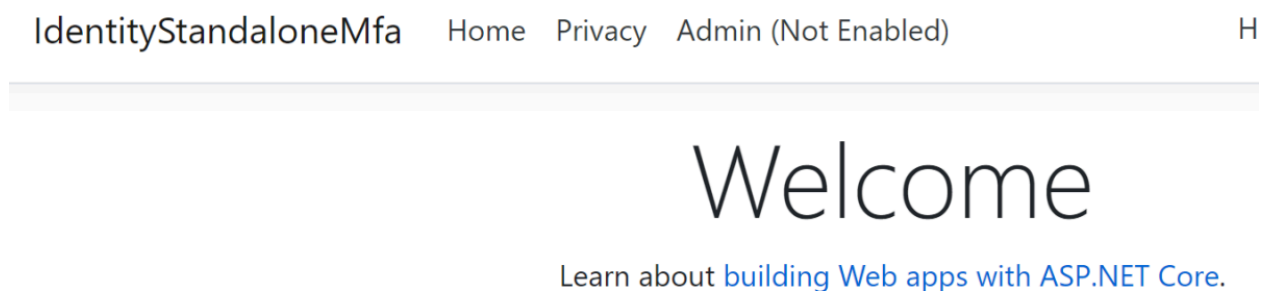 IdentityStandaloneMfa Home Privacy Admin (Not Enabled) H
Welcome
Learn about building Web apps with ASP.NET Core.